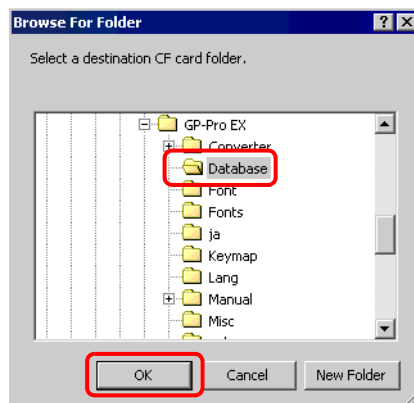 Browse For Folder
Select a destination CF card folder.
GP-Pro EX
Converter
Database
Font
Fonts
ja
Keymap
Lang
Manual
Misc
OK Cancel New Folder